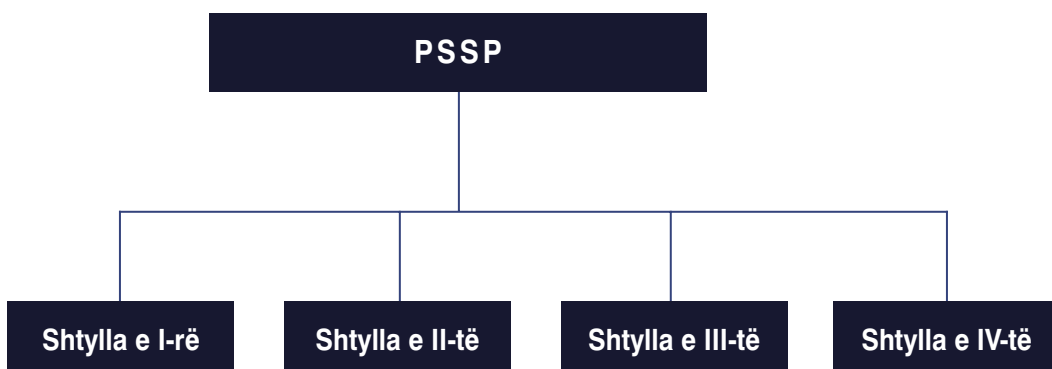 PSSP
Shtylla e I-rë
Shtylla e II-të
Shtylla e III-të
Shtylla e IV-të